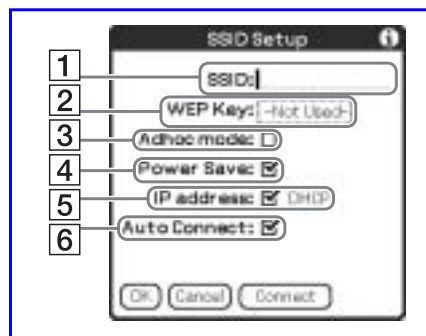 SSID Setup i
1 SSID:
2 WEP Key: -Not Used-
3 Adhoc mode:
4 Power Save:
5 IP address: DHCP
6 Auto Connect:
OK Cancel Connect